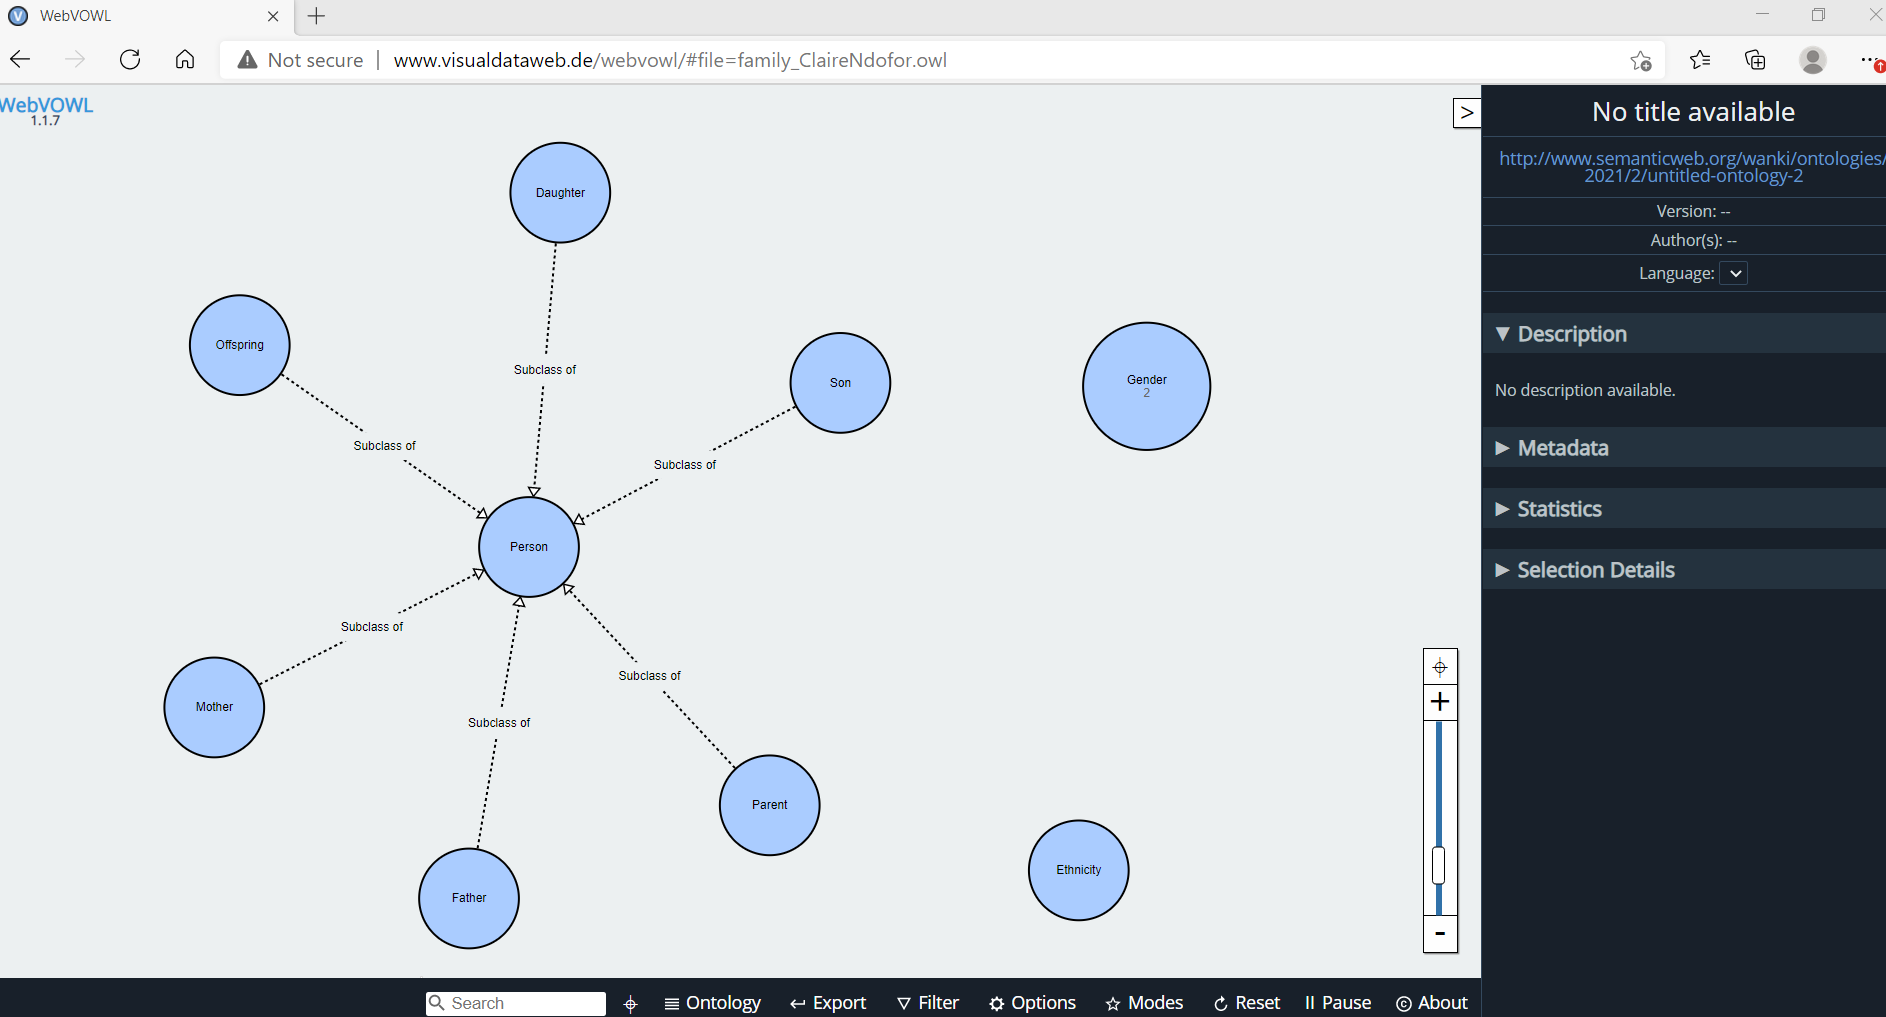 WebVOWL
Not secure | www.visualdataweb.de/webvowl/#file=family_ClaireNdofor.owl
WebVOWL
1.1.7
>
No title available
http://www.semanticweb.org/wanki/ontologies/
2021/2/untitled-ontology-2
Version: --
Author(s): --
Language:
Description
No description available.
Metadata
Statistics
Selection Details
Daughter
Offspring
Subclass of
Son
Gender
2
Subclass of
Subclass of
Person
Subclass of
Subclass of
Mother
Subclass of
Parent
Ethnicity
Father
+
-
Search
Ontology
Export
Filter
Options
Modes
Reset
Pause
© About